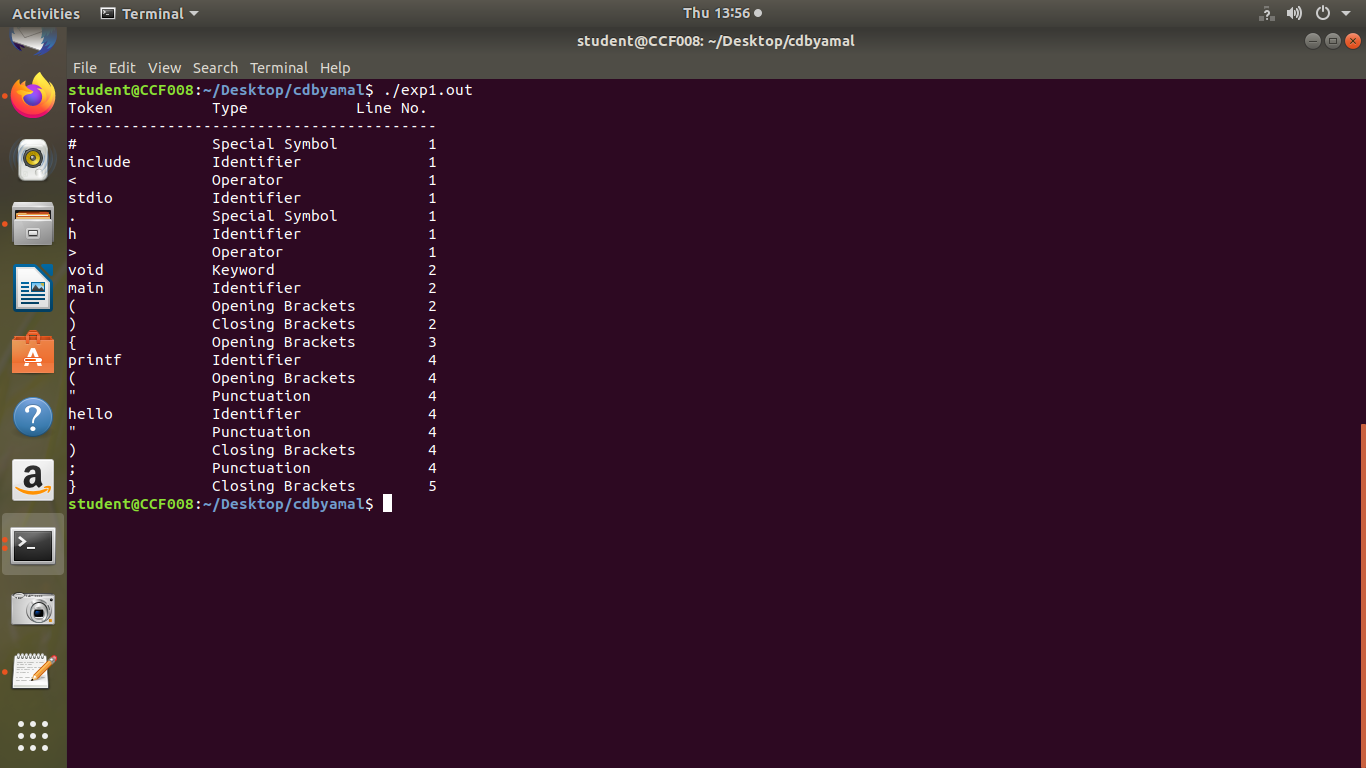 Activities Terminal Thu 13:56
student@CCF008: ~/Desktop/cdbyamal
File Edit View Search Terminal Help
student@CCF008:~/Desktop/cdbyamal$ ./exp1.out
Token Type Line No.
-----------------------------------------
# Special Symbol 1
include Identifier 1
< Operator 1
stdio Identifier 1
. Special Symbol 1
h Identifier 1
> Operator 1
void Keyword 2
main Identifier 2
( Opening Brackets 2
) Closing Brackets 2
{ Opening Brackets 3
printf Identifier 4
( Opening Brackets 4
" Punctuation 4
hello Identifier 4
" Punctuation 4
) Closing Brackets 4
; Punctuation 4
} Closing Brackets 5
student@CCF008:~/Desktop/cdbyamal$